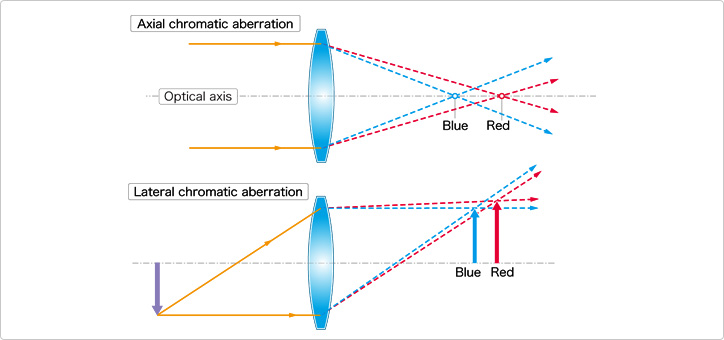 Axial chromatic aberration
Optical axis
Blue Red
Lateral chromatic aberration
Blue Red